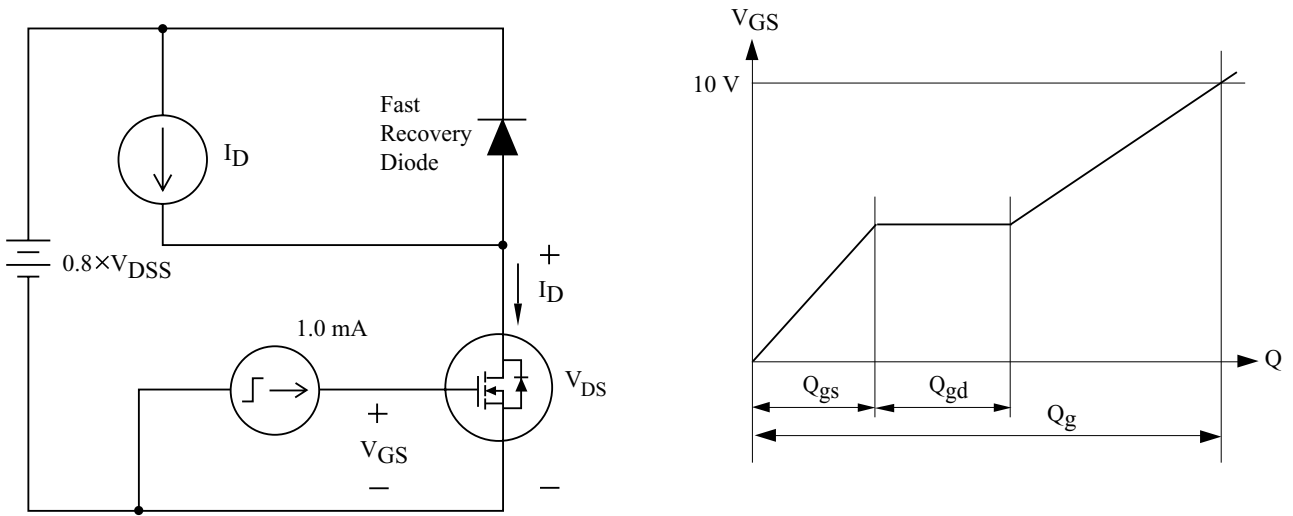 I_D
Fast
Recovery
Diode
0.8×V_DSS
+
I_D
1.0 mA
V_DS
+
V_GS
−
−
V_GS
10 V
Q
Q_gs
Q_gd
Q_g